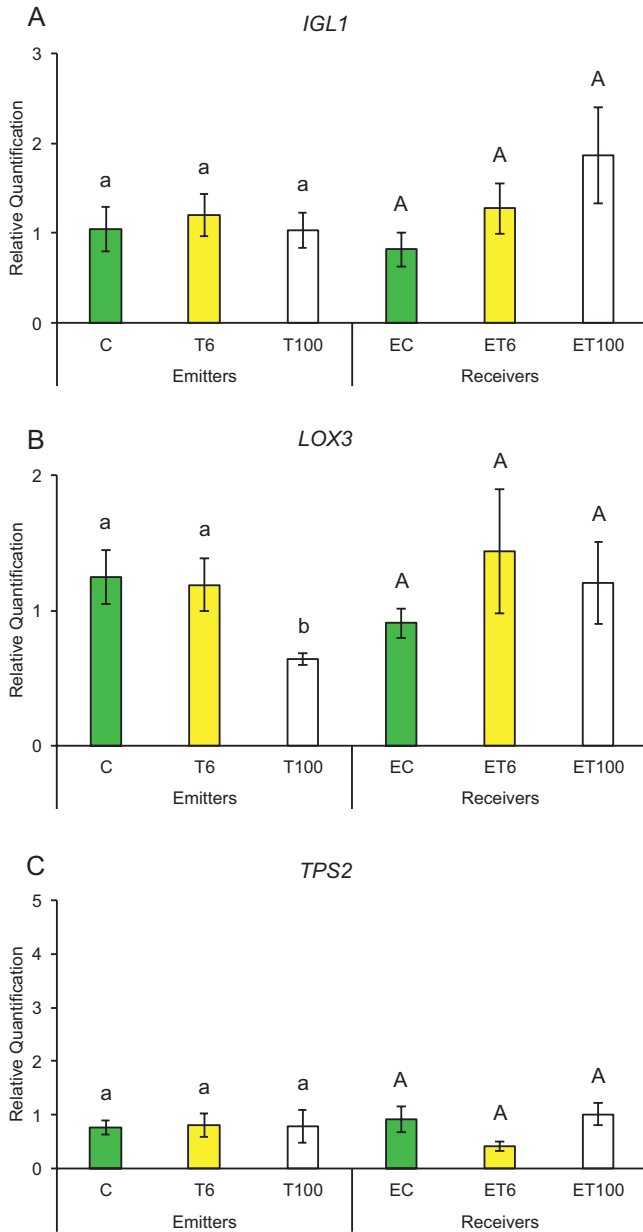 A
IGL1
3
2
1
0
Relative Quantification
a a a A A A
C T6 T100 EC ET6 ET100
Emitters Receivers
B
LOX3
2
1
0
Relative Quantification
a a b A A A
C T6 T100 EC ET6 ET100
Emitters Receivers
C
TPS2
5
4
3
2
1
0
Relative Quantification
a a a A A A
C T6 T100 EC ET6 ET100
Emitters Receivers